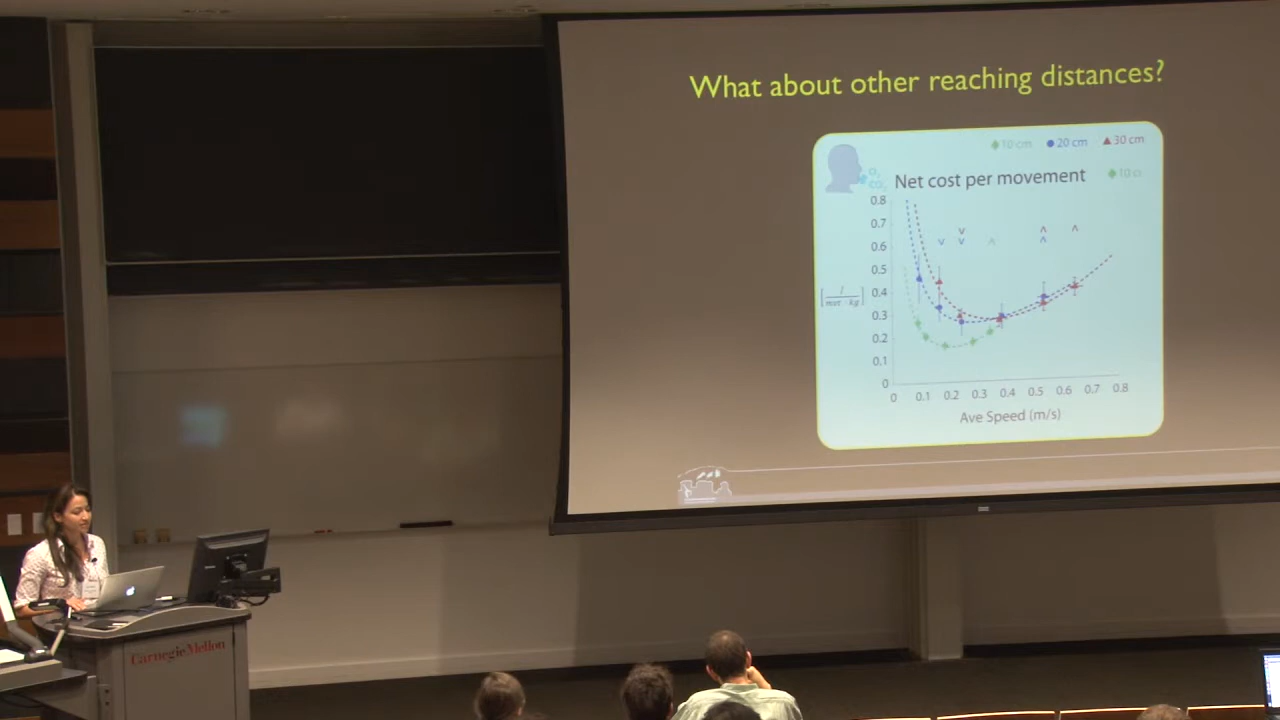 What about other reaching distances?
10 cm 20 cm 30 cm
O2
CO2
Net cost per movement
0.8
0.7
0.6
0.5
0.4
0.3
0.2
0.1
0
0 0.1 0.2 0.3 0.4 0.5 0.6 0.7 0.8
Ave Speed (m/s)
Carnegie Mellon